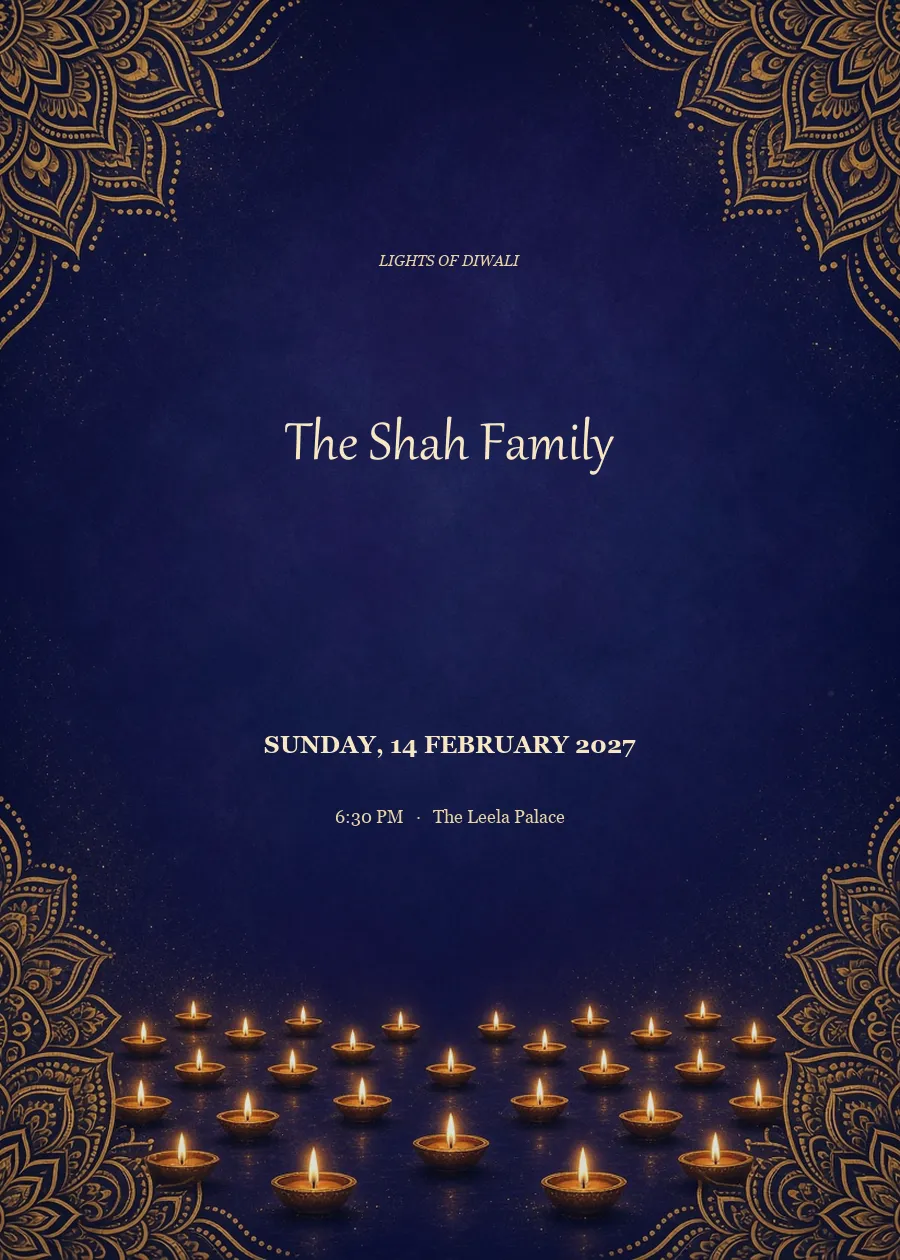 LIGHTS OF DIWALI
The Shah Family
SUNDAY, 14 FEBRUARY 2027
6:30 PM · The Leela Palace